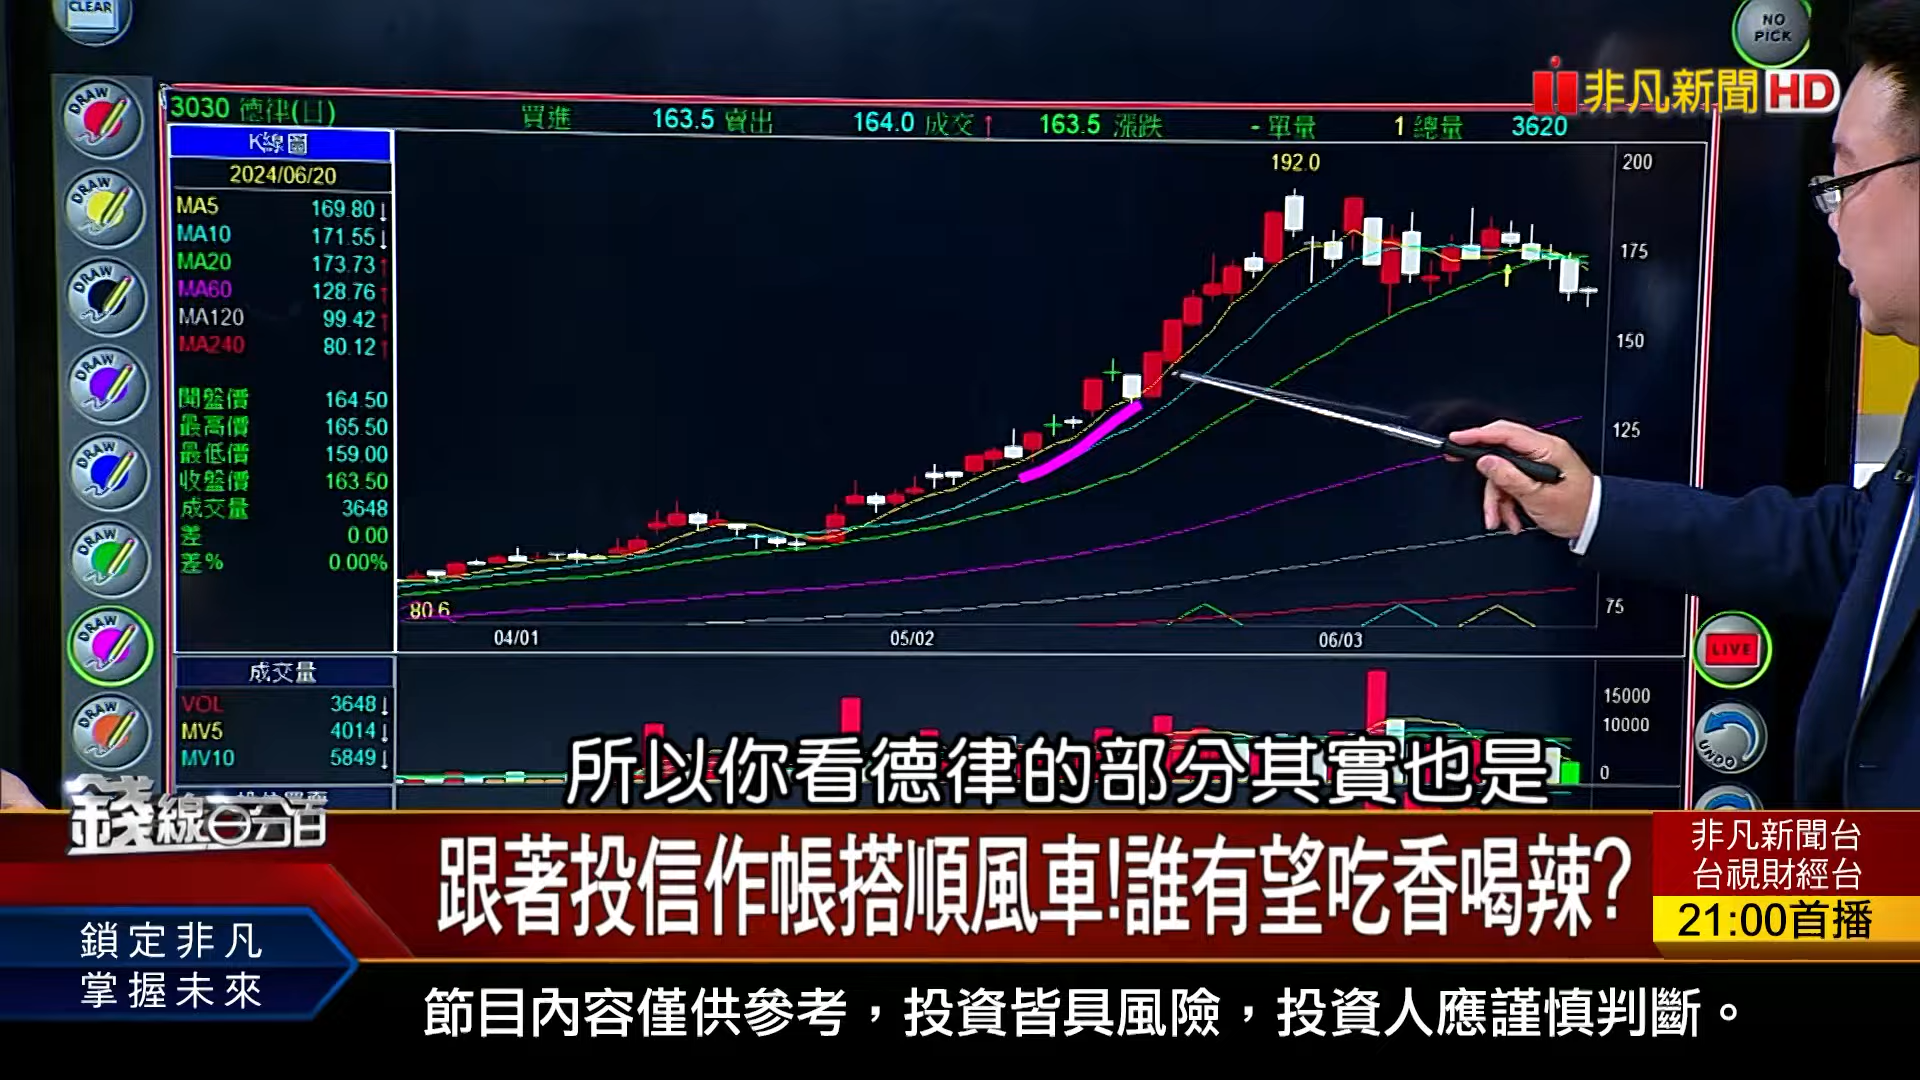 CLEAR
NO PICK
非凡新聞HD
3030 德律(日) 買進 163.5 賣出 164.0 成交↑ 163.5 漲跌 - 單量 1 總量 3620
K線圖
2024/06/20
MA5 169.80↓
MA10 171.55↓
MA20 173.73↑
MA60 128.76↑
MA120 99.42↑
MA240 80.12↑
開盤價 164.50
最高價 165.50
最低價 159.00
收盤價 163.50
成交量 3648
差 0.00
差% 0.00%
192.0
200
175
150
125
75
80.6
04/01 05/02 06/03
成交量
VOL 3648↓
MV5 4014↓
MV10 5849↓
15000
10000
0
DRAW
DRAW
DRAW
DRAW
DRAW
DRAW
DRAW
DRAW
LIVE
UNDO
所以你看德律的部分其實也是
錢線百分百
跟著投信作帳搭順風車!誰有望吃香喝辣?
非凡新聞台
台視財經台
21:00首播
鎖定非凡
掌握未來
節目內容僅供參考，投資皆具風險，投資人應謹慎判斷。